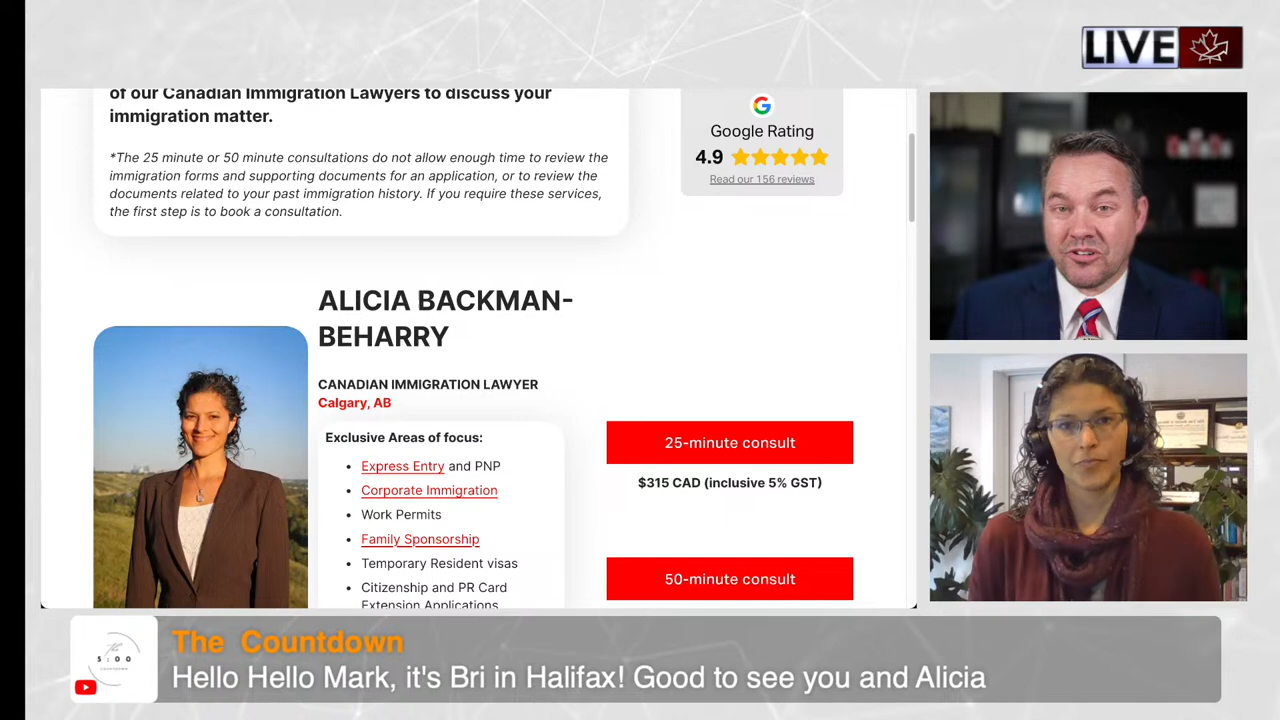 LIVE
of our Canadian Immigration Lawyers to discuss your
immigration matter.
*The 25 minute or 50 minute consultations do not allow enough time to review the
immigration forms and supporting documents for an application, or to review the
documents related to your past immigration history. If you require these services,
the first step is to book a consultation.
Google Rating
4.9
Read our 156 reviews
ALICIA BACKMAN-
BEHARRY
CANADIAN IMMIGRATION LAWYER
Calgary, AB
Exclusive Areas of focus:
• Express Entry and PNP
• Corporate Immigration
• Work Permits
• Family Sponsorship
• Temporary Resident visas
• Citizenship and PR Card
Extension Applications
25-minute consult
$315 CAD (inclusive 5% GST)
50-minute consult
the
5:00
COUNTDOWN
The Countdown
Hello Hello Mark, it's Bri in Halifax! Good to see you and Alicia